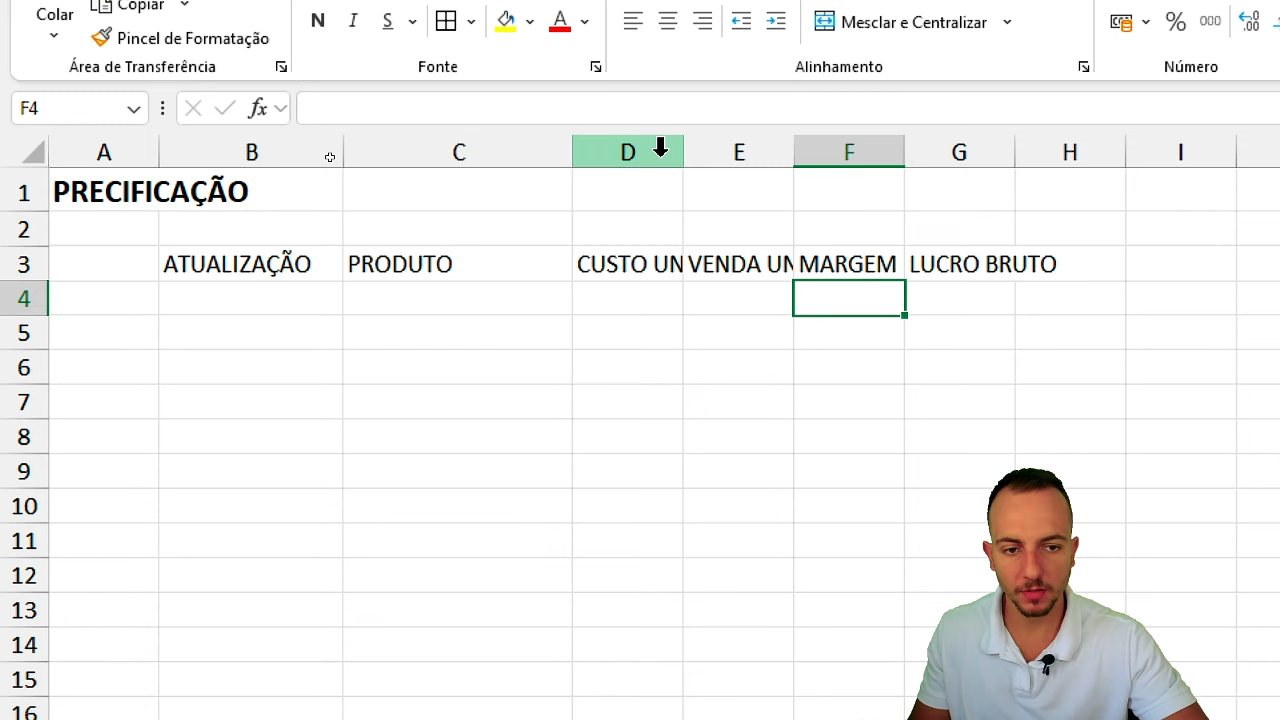 Colar
Copiar
Pincel de Formatação
Área de Transferência
N I S
A
Fonte
Mesclar e Centralizar
Alinhamento
% 000
Número
F4
fx
A B C D E F G H I
1 PRECIFICAÇÃO
2
3 ATUALIZAÇÃO PRODUTO CUSTO UN VENDA UN MARGEM LUCRO BRUTO
4
5
6
7
8
9
10
11
12
13
14
15
16